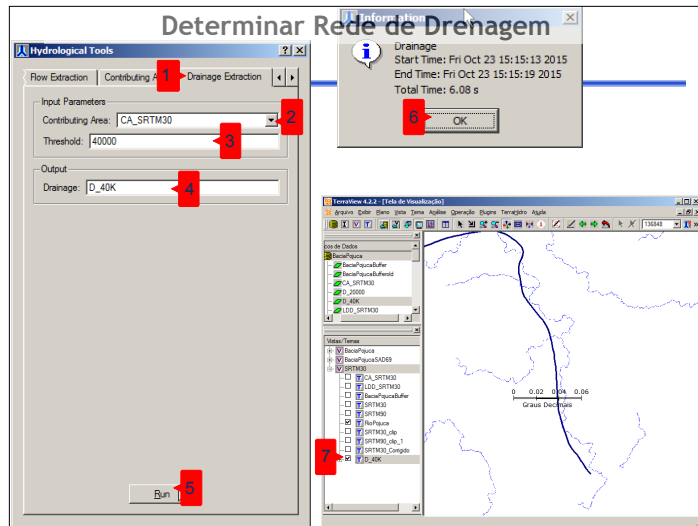 Determinar Rede de Drenagem
Hydrological Tools
Flow Extraction
Contributing A
1
Drainage Extraction
Input Parameters
Contributing Area: CA_SRTM30
2
Threshold: 40000
3
Output
Drainage: D_40K
4
Run
5
Information
Drainage
Start Time: Fri Oct 23 15:15:13 2015
End Time: Fri Oct 23 15:15:19 2015
Total Time: 6.08 s
6
OK
TerraView 4.2.2 - [Tela de Visualização]
Arquivo Exibir Plano Vista Tema Análise Operação Plugins TerraHidro Ajuda
136848
cos de Dados
BaciaPojuca
BaciaPojucaBuffer
BaciaPojucaBufferold
CA_SRTM30
D_20000
D_40K
LDD_SRTM30
Vistas/Temas
BaciaPojuca
BaciaPojucaSAD69
SRTM30
CA_SRTM30
LDD_SRTM30
BaciaPojucaBuffer
SRTM30
SRTM90
RioPojuca
SRTM30_clip
SRTM90_clip_1
SRTM30_Corrigido
7
D_40K
0 0.02 0.04 0.06
Graus Decimais